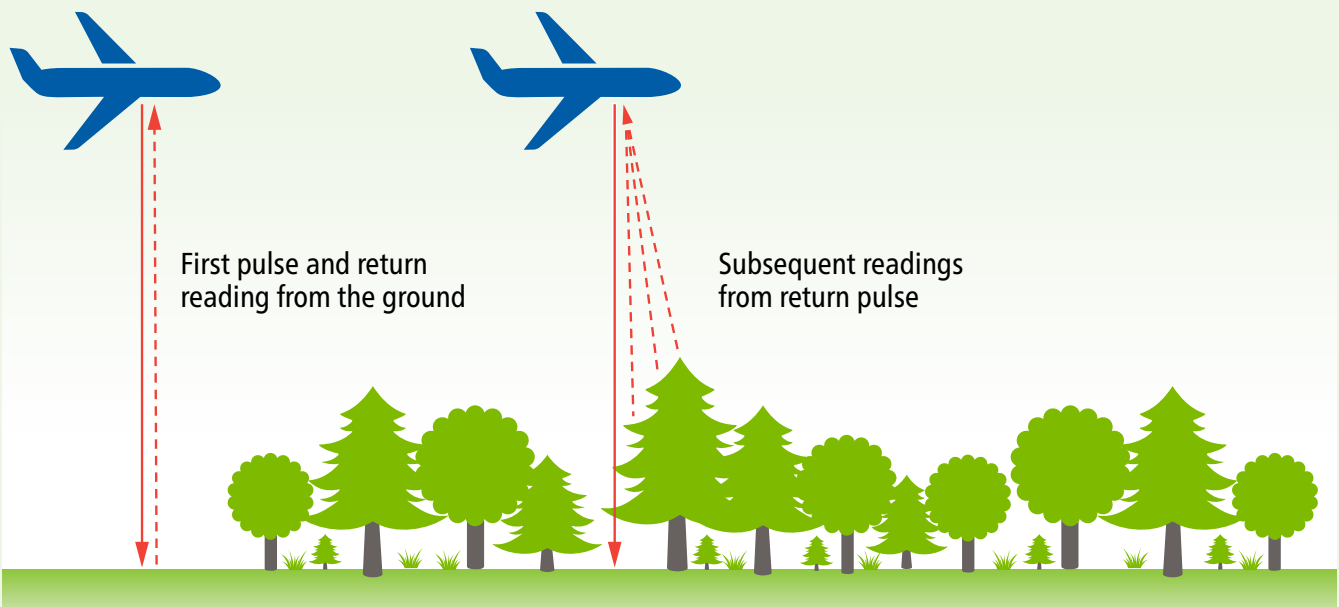 First pulse and return
reading from the ground
Subsequent readings
from return pulse